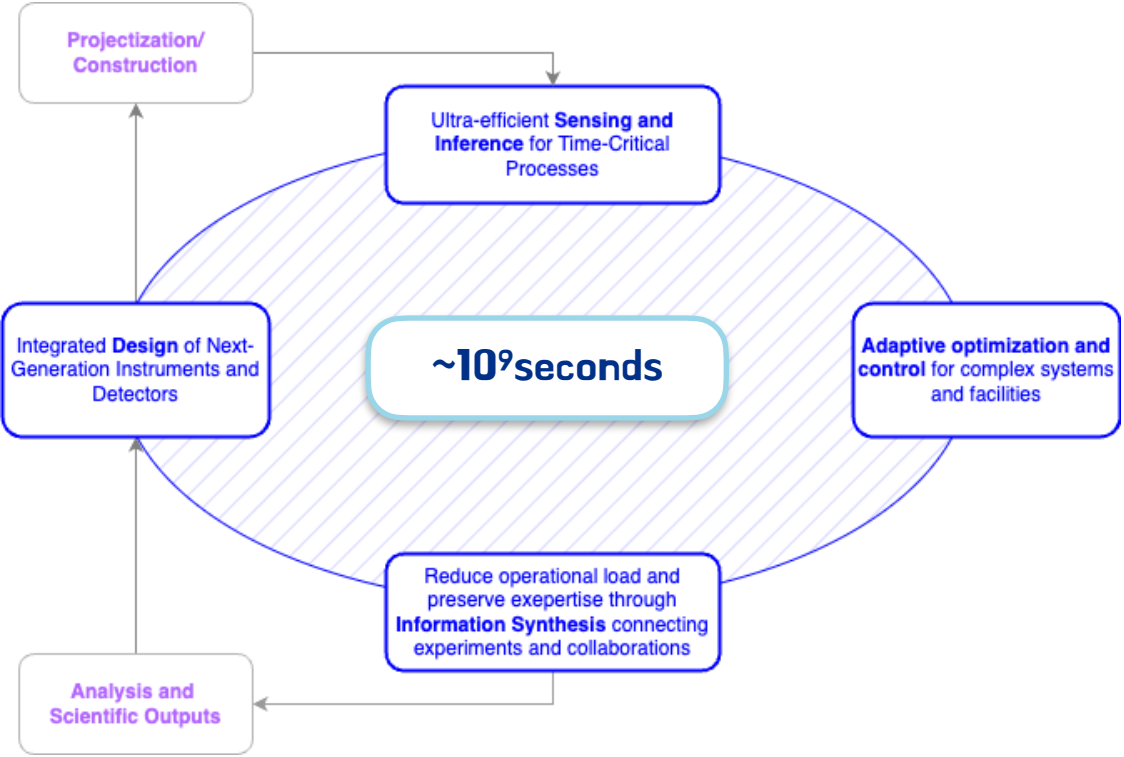 Projectization/
Construction
Ultra-efficient Sensing and
Inference for Time-Critical
Processes
Integrated Design of Next-
Generation Instruments and
Detectors
~10⁹seconds
Adaptive optimization and
control for complex systems
and facilities
Reduce operational load and
preserve exepertise through
Information Synthesis connecting
experiments and collaborations
Analysis and
Scientific Outputs